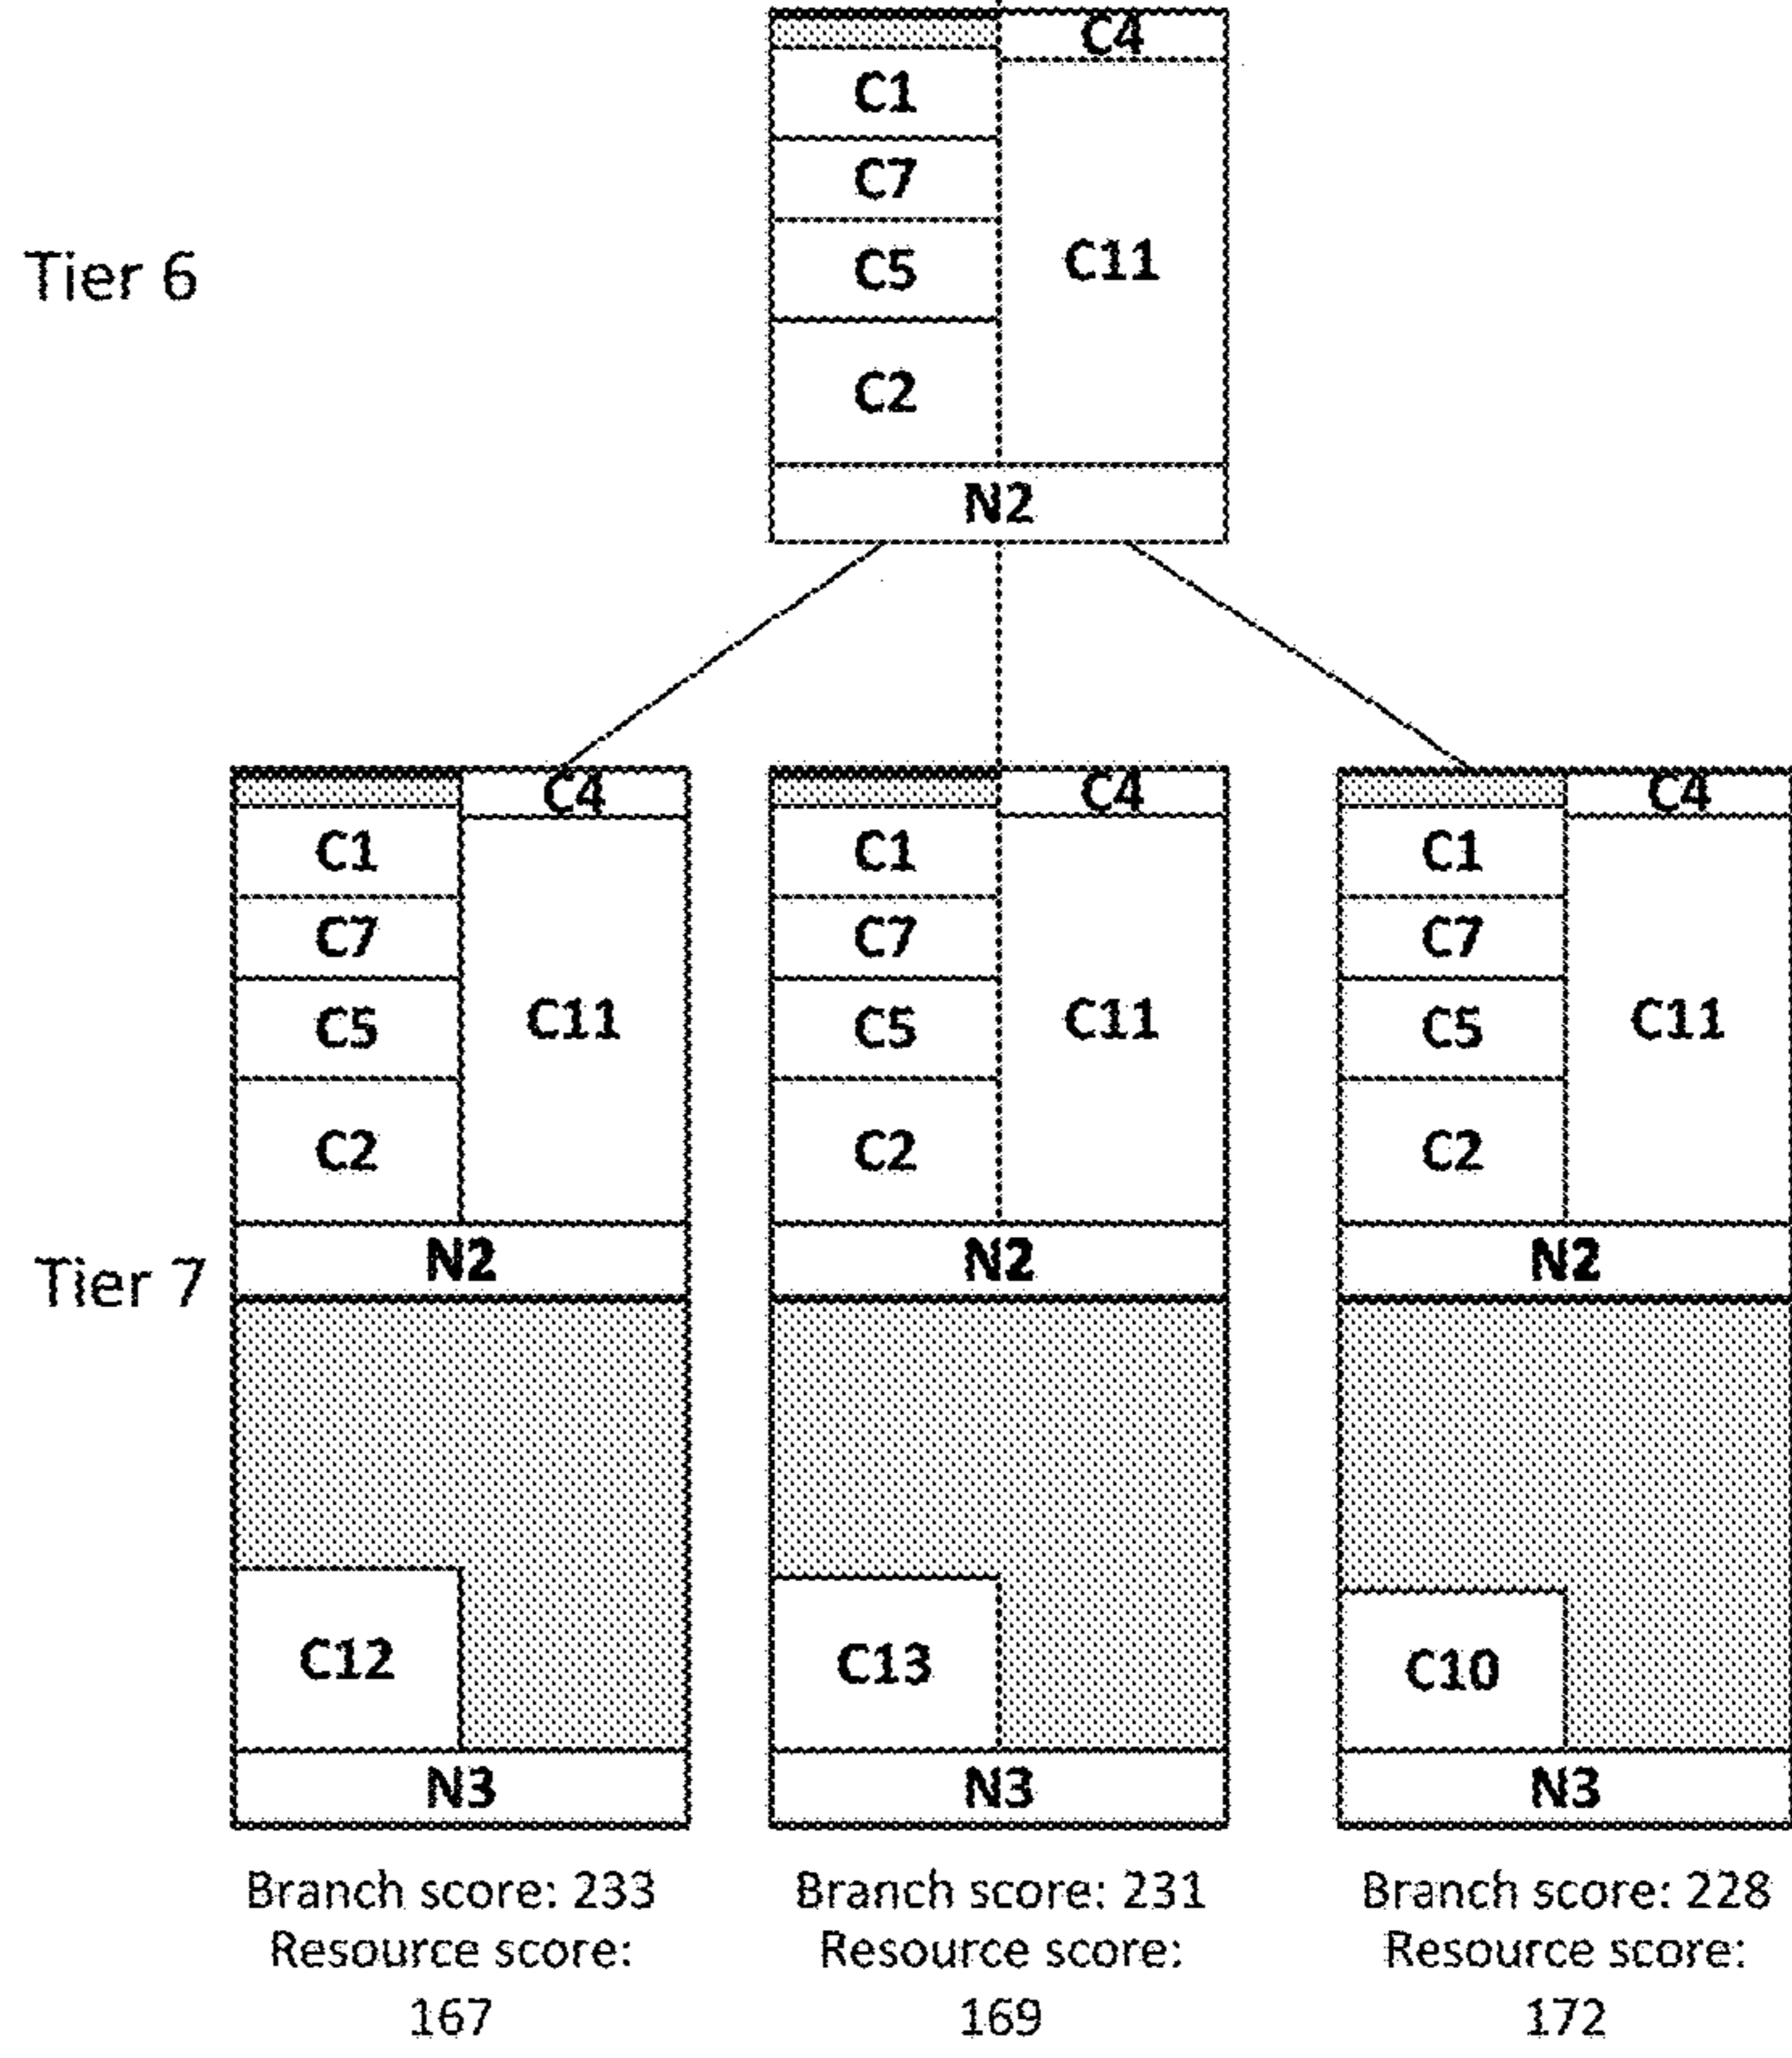 Tier 6
C4
C1
C7
C5
C11
C2
N2
Tier 7
C4
C1
C7
C5
C11
C2
N2
C12
N3
Branch score: 233
Resource score:
167
C4
C1
C7
C5
C11
C2
N2
C13
N3
Branch score: 231
Resource score:
169
C4
C1
C7
C5
C11
C2
N2
C10
N3
Branch score: 228
Resource score:
172